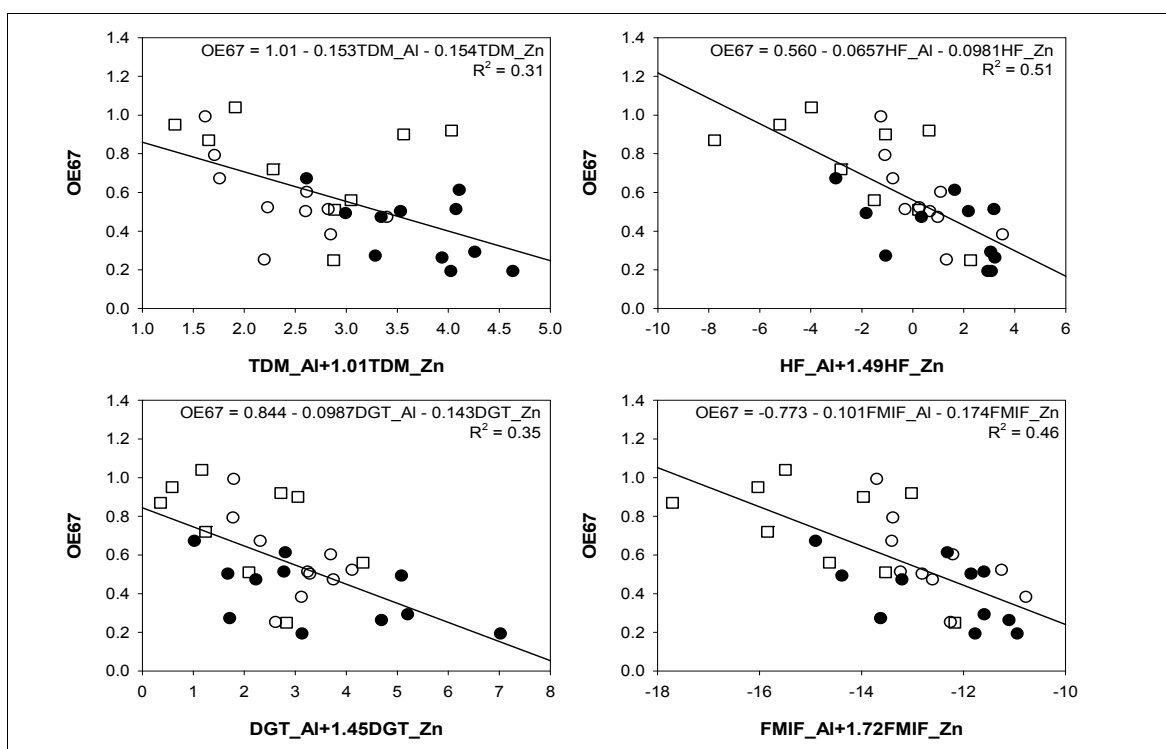 OE67 = 1.01 - 0.153TDM_Al - 0.154TDM_Zn
R² = 0.31
1.4
1.2
1.0
0.8
0.6
0.4
0.2
0.0
OE67
1.0 1.5 2.0 2.5 3.0 3.5 4.0 4.5 5.0
TDM_Al+1.01TDM_Zn
OE67 = 0.560 - 0.0657HF_Al - 0.0981HF_Zn
R² = 0.51
1.4
1.2
1.0
0.8
0.6
0.4
0.2
0.0
OE67
-10 -8 -6 -4 -2 0 2 4 6
HF_Al+1.49HF_Zn
OE67 = 0.844 - 0.0987DGT_Al - 0.143DGT_Zn
R² = 0.35
1.4
1.2
1.0
0.8
0.6
0.4
0.2
0.0
OE67
0 1 2 3 4 5 6 7 8
DGT_Al+1.45DGT_Zn
OE67 = -0.773 - 0.101FMIF_Al - 0.174FMIF_Zn
R² = 0.46
1.4
1.2
1.0
0.8
0.6
0.4
0.2
0.0
OE67
-18 -16 -14 -12 -10
FMIF_Al+1.72FMIF_Zn